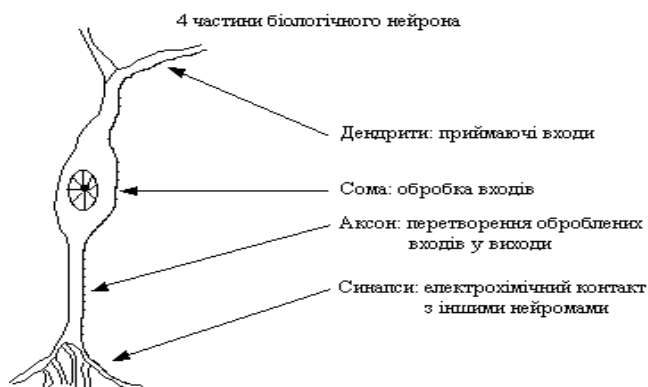 4 частини біологічного нейрона
Дендрити: приймаючі входи
Сома: обробка входів
Аксон: перетворення оброблених
входів у виходи
Синапси: електрохімічний контакт
з іншими нейромами